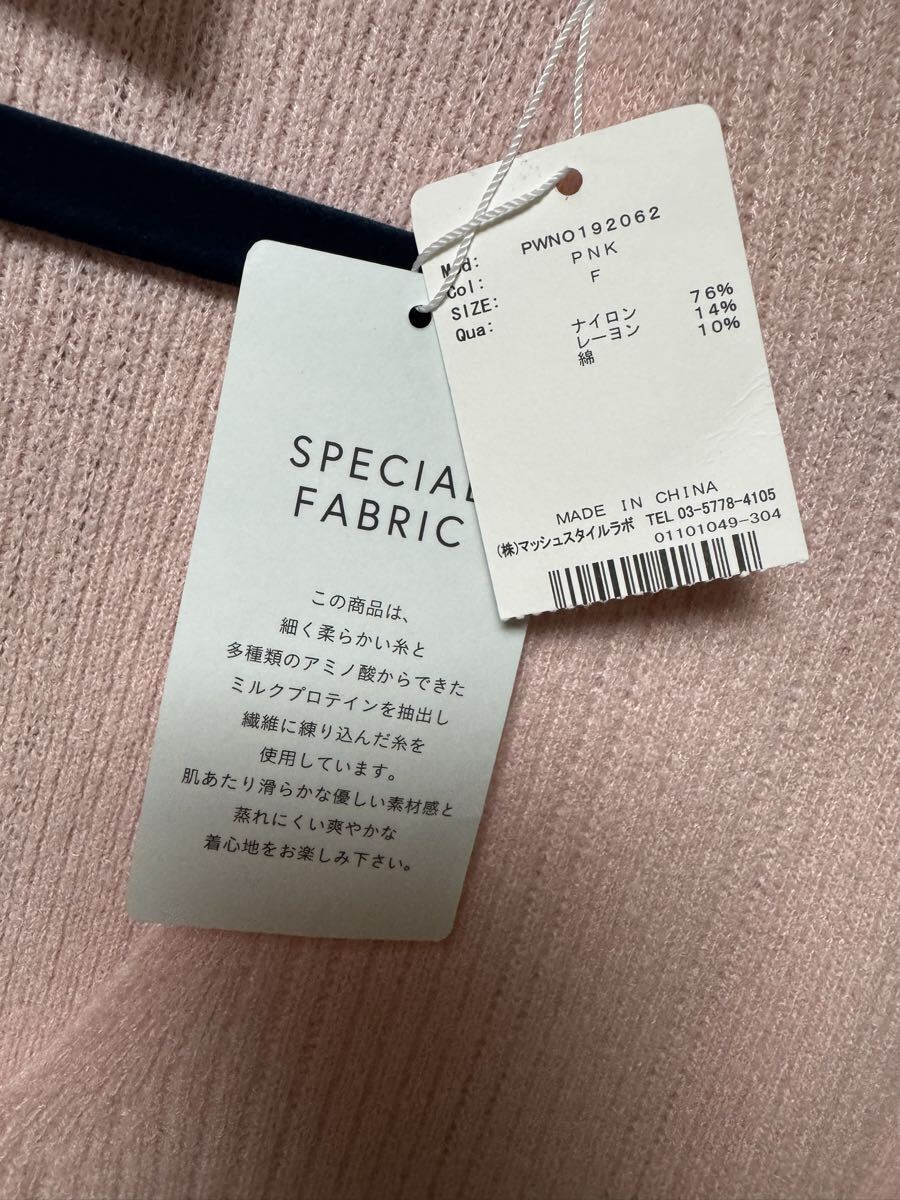 Mod: PWNO192062
Col: PNK
SIZE: F
Qua: ナイロン 76%
レーヨン 14%
綿 10%
MADE IN CHINA
(株)マッシュスタイルラボ TEL 03-5778-4105
01101049-304
SPECIAL
FABRIC
この商品は、
細く柔らかい糸と
多種類のアミノ酸からできた
ミルクプロテインを抽出し
繊維に練り込んだ糸を
使用しています。
肌あたり滑らかな優しい素材感と
蒸れにくい爽やかな
着心地をお楽しみ下さい。